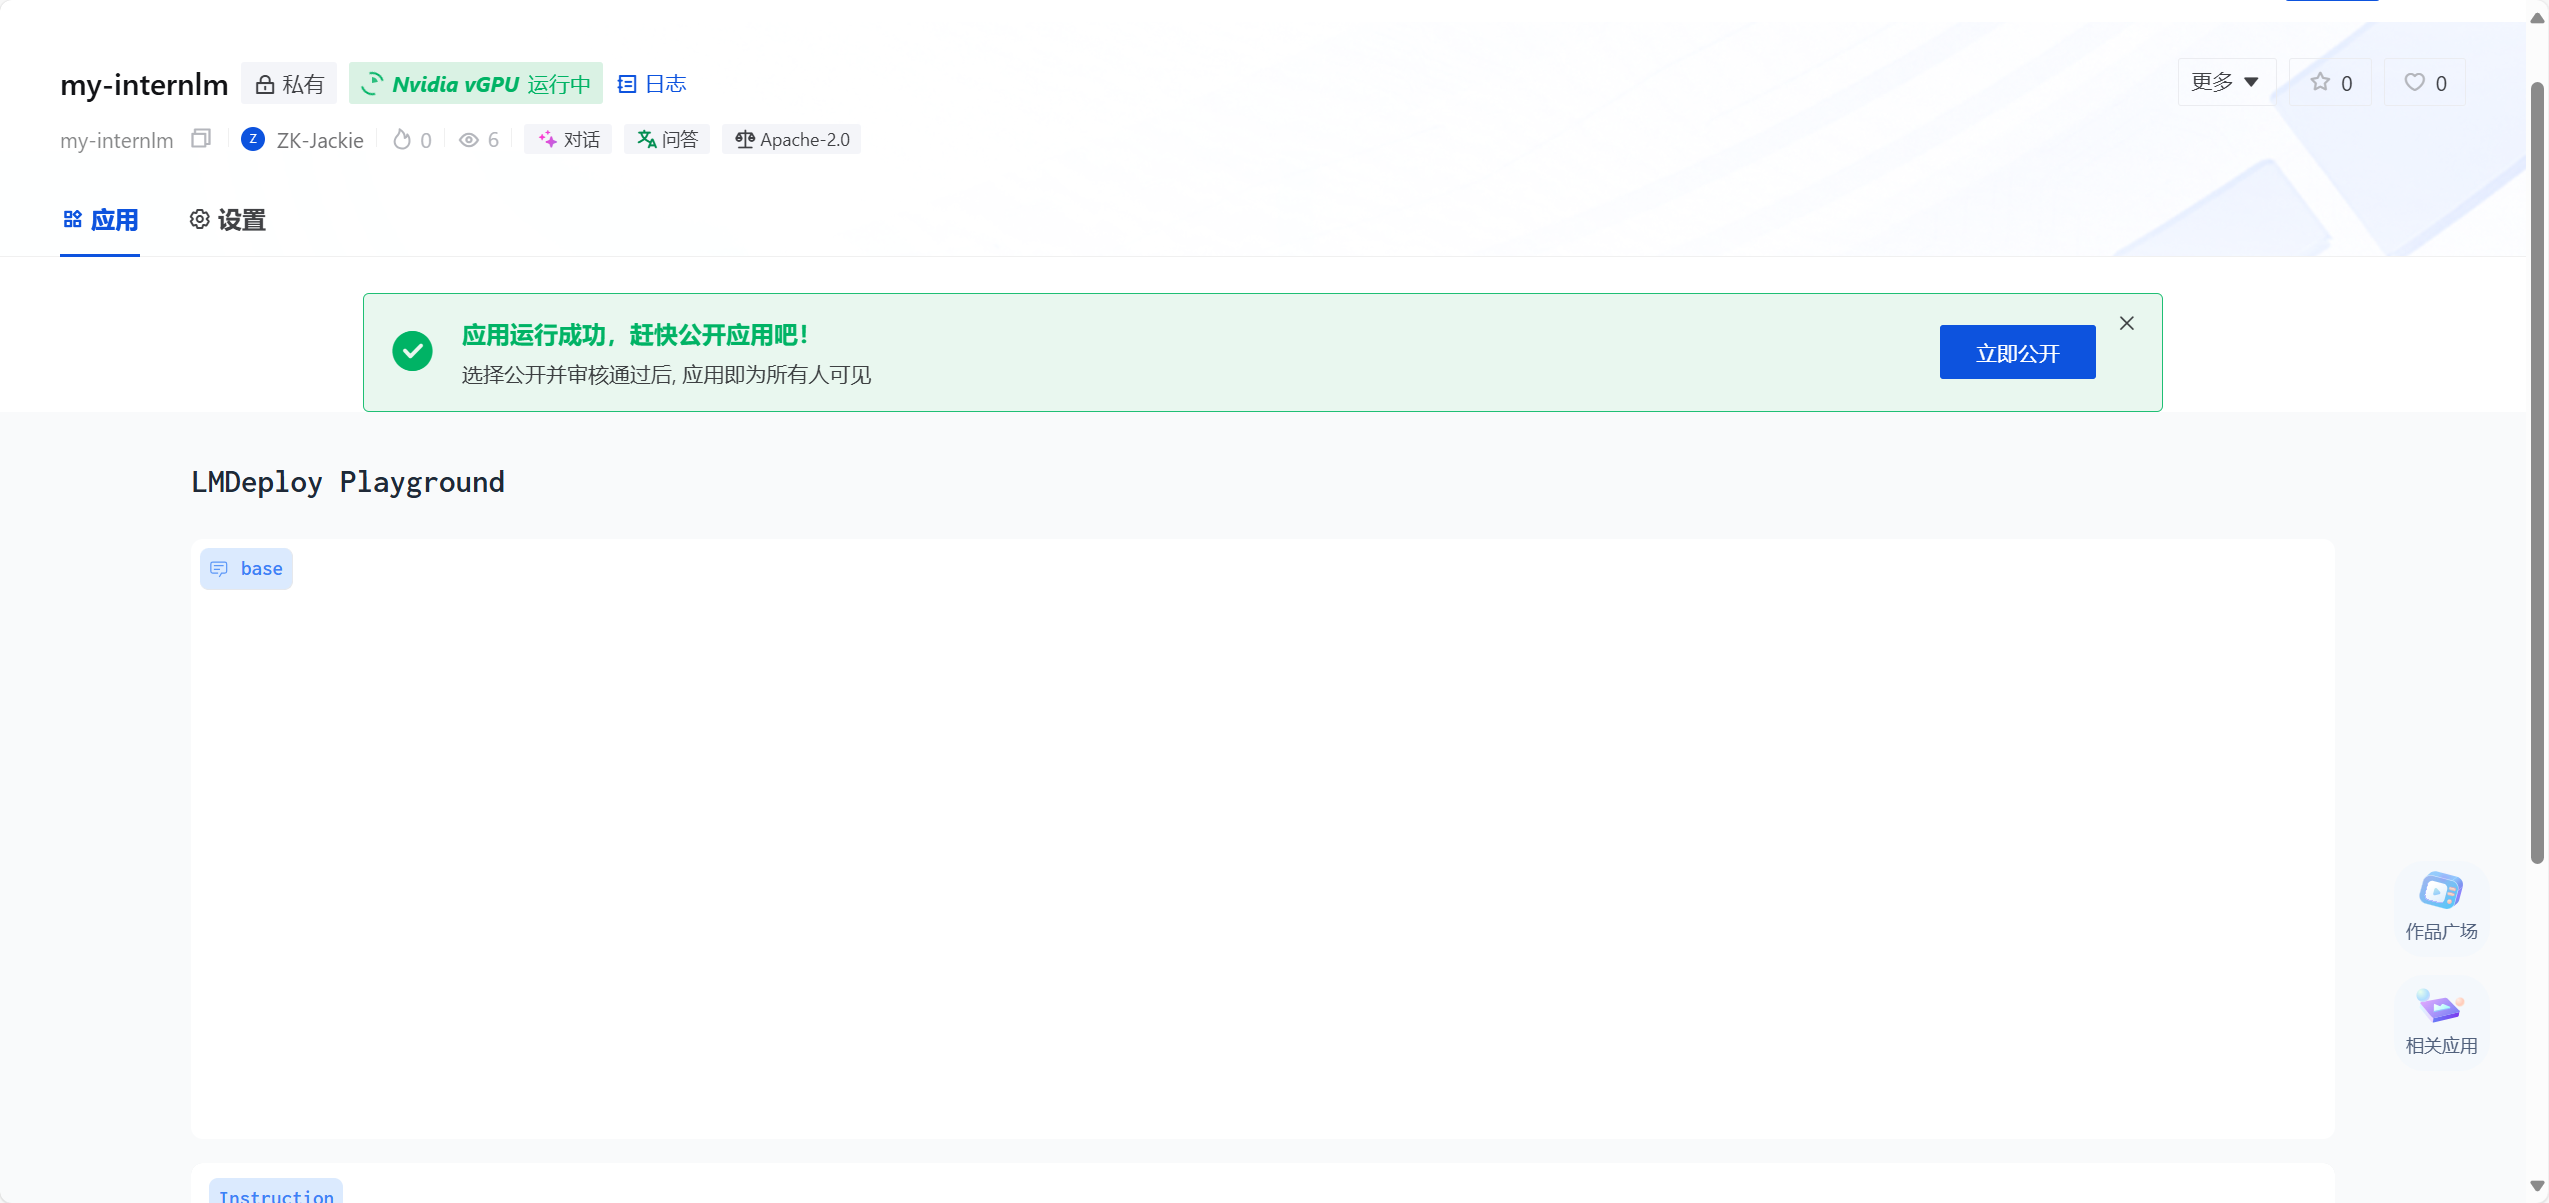 my-internlm 私有 Nvidia vGPU 运行中 日志 更多 0 0
my-internlm Z ZK-Jackie 0 6 对话 问答 Apache-2.0
应用 设置
应用运行成功，赶快公开应用吧！
选择公开并审核通过后, 应用即为所有人可见
立即公开
LMDeploy Playground
base
作品广场
相关应用
Instruction